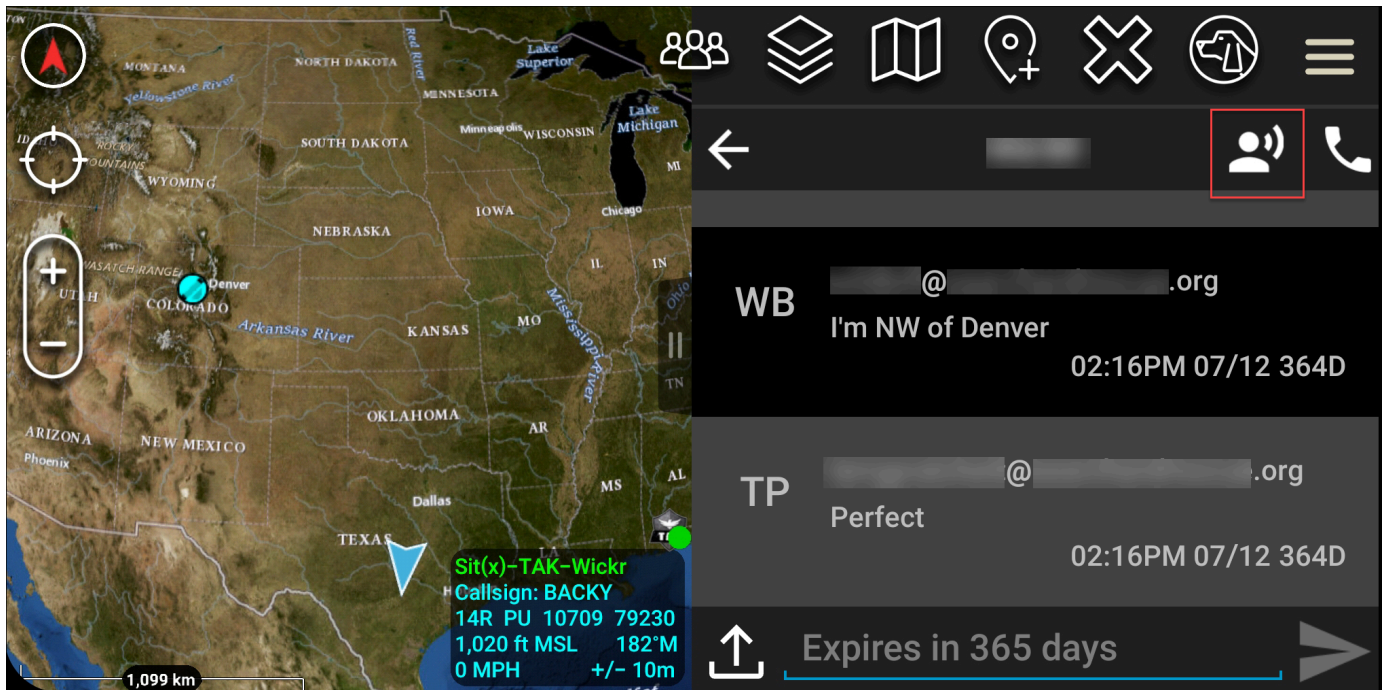 MONTANA
NORTH DAKOTA
Red River
Lake
Superior
Yellowstone River
MINNESOTA
Lake
Michigan
Minneapolis
WISCONSIN
ROCKY
MOUNTAINS
SOUTH DAKOTA
MI
WYOMING
IOWA
Chicago
NEBRASKA
WASATCH RANGE
Denver
IL
IN
UTAH
COLORADO
Ohio
Arkansas River
KANSAS
MO
Mississippi River
TN
OKLAHOMA
AR
ARIZONA
NEW MEXICO
Phoenix
Dallas
MS
AL
TEXAS
LA
Sit(x)-TAK-Wickr
Callsign: BACKY
14R PU 10709 79230
1,020 ft MSL 182°M
0 MPH +/- 10m
1,099 km
WB
@ .org
I'm NW of Denver
02:16PM 07/12 364D
TP
@ .org
Perfect
02:16PM 07/12 364D
Expires in 365 days